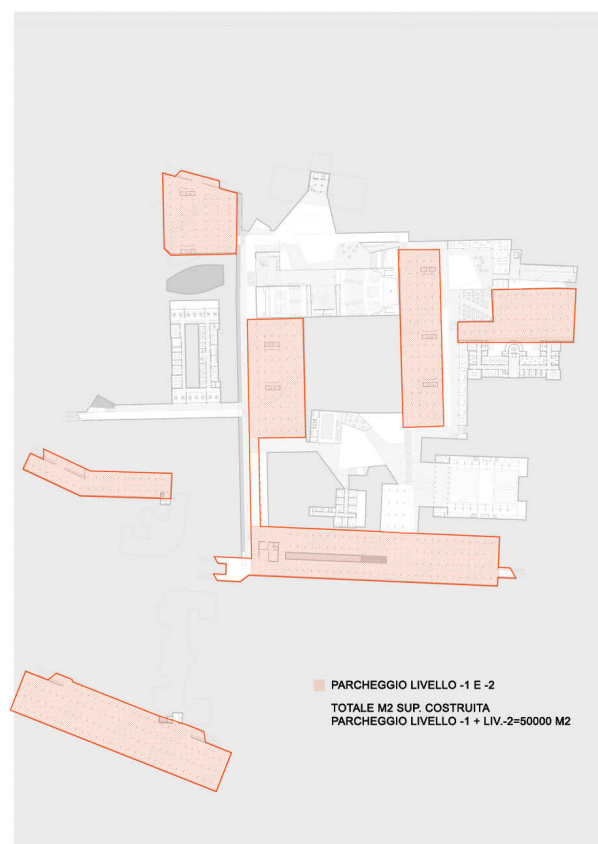 PARCHEGGIO LIVELLO -1 E -2
TOTALE M2 SUP. COSTRUITA
PARCHEGGIO LIVELLO -1 + LIV.-2=50000 M2